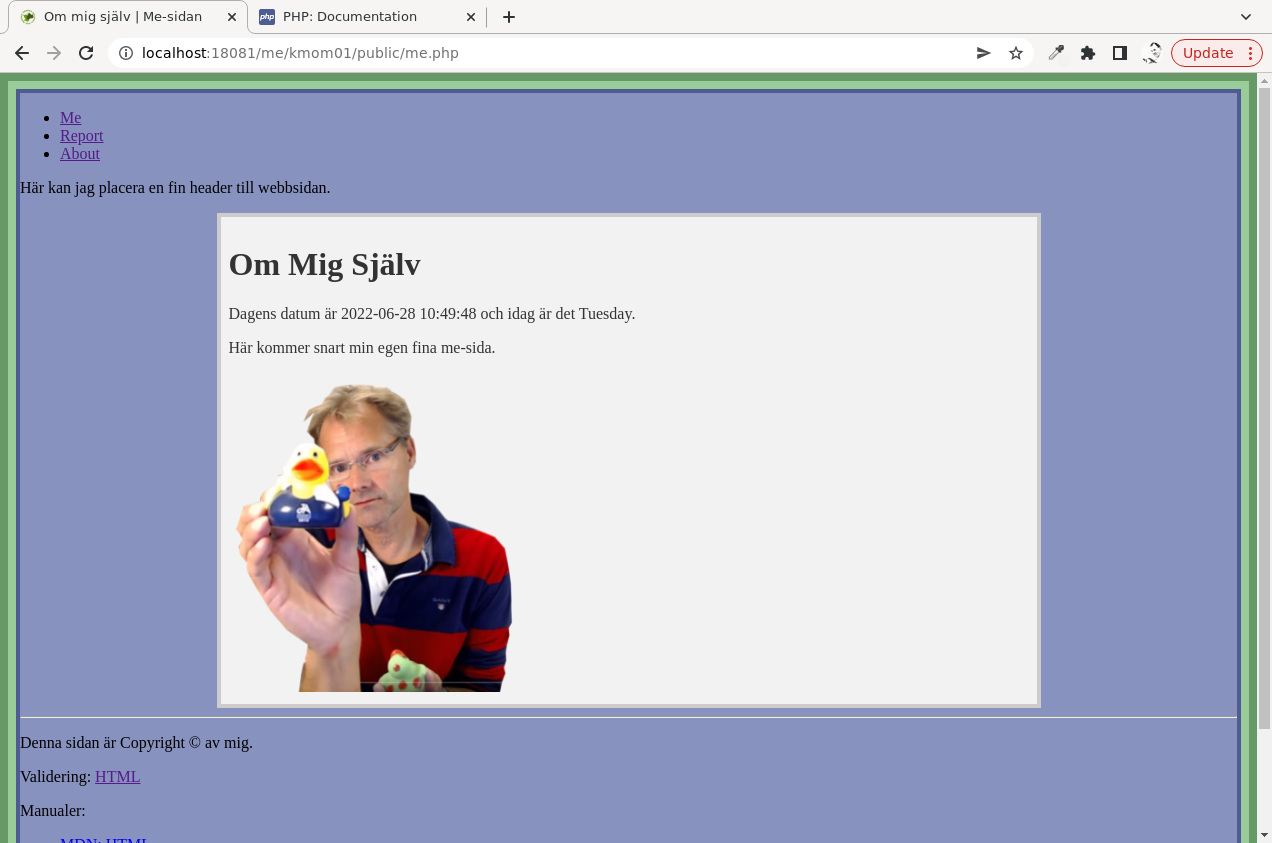 Om mig själv | Me-sidan
php
PHP: Documentation
localhost:18081/me/kmom01/public/me.php
Update
Me
Report
About
Här kan jag placera en fin header till webbsidan.
Om Mig Själv
Dagens datum är 2022-06-28 10:49:48 och idag är det Tuesday.
Här kommer snart min egen fina me-sida.
Denna sidan är Copyright © av mig.
Validering: HTML
Manualer:
MDN: HTML